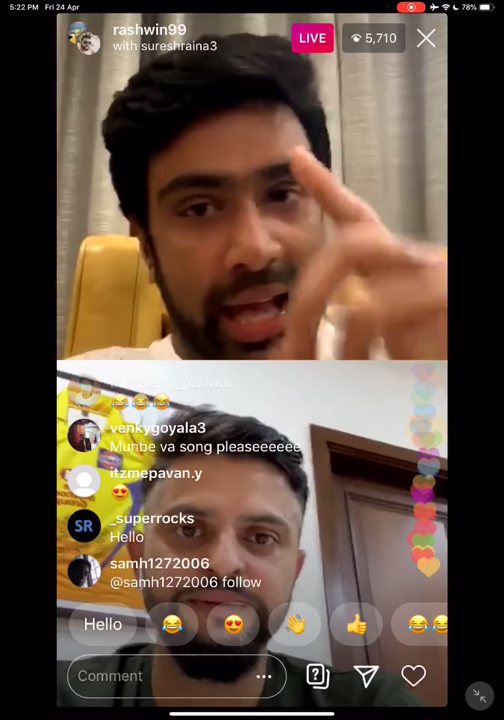 5:22 PM Fri 24 Apr
78%
rashwin99
with sureshraina3
LIVE
5,710
venkygoyala3
Munbe va song pleaseeeeee
itzmepavan.y
😍
SR
_superrocks
Hello
samh1272006
@samh1272006 follow
Hello
Comment